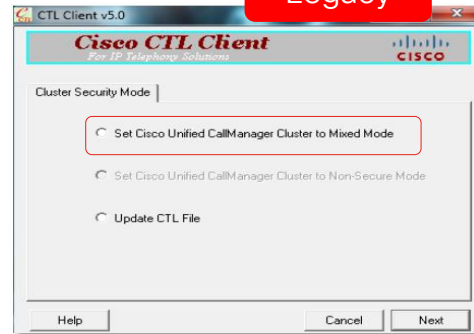 Legacy
CTL Client v5.0
Cisco CTL Client
For IP Telephony Solutions
CISCO
Cluster Security Mode
Set Cisco Unified CallManager Cluster to Mixed Mode
Set Cisco Unified CallManager Cluster to Non-Secure Mode
Update CTL File
Help
Cancel
Next